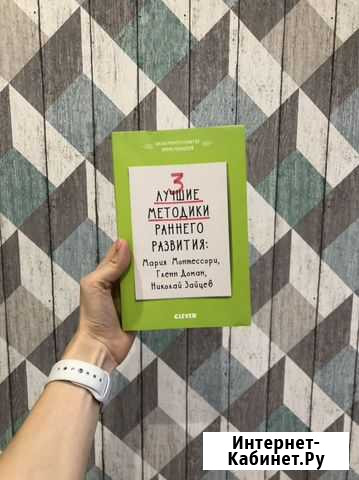 3
ЛУЧШИЕ
МЕТОДИКИ
РАННЕГО
РАЗВИТИЯ:
Мария Монтессори,
Гленн Доман,
Николай Зайцев
CLEVER
Интернет-
Кабинет.Ру